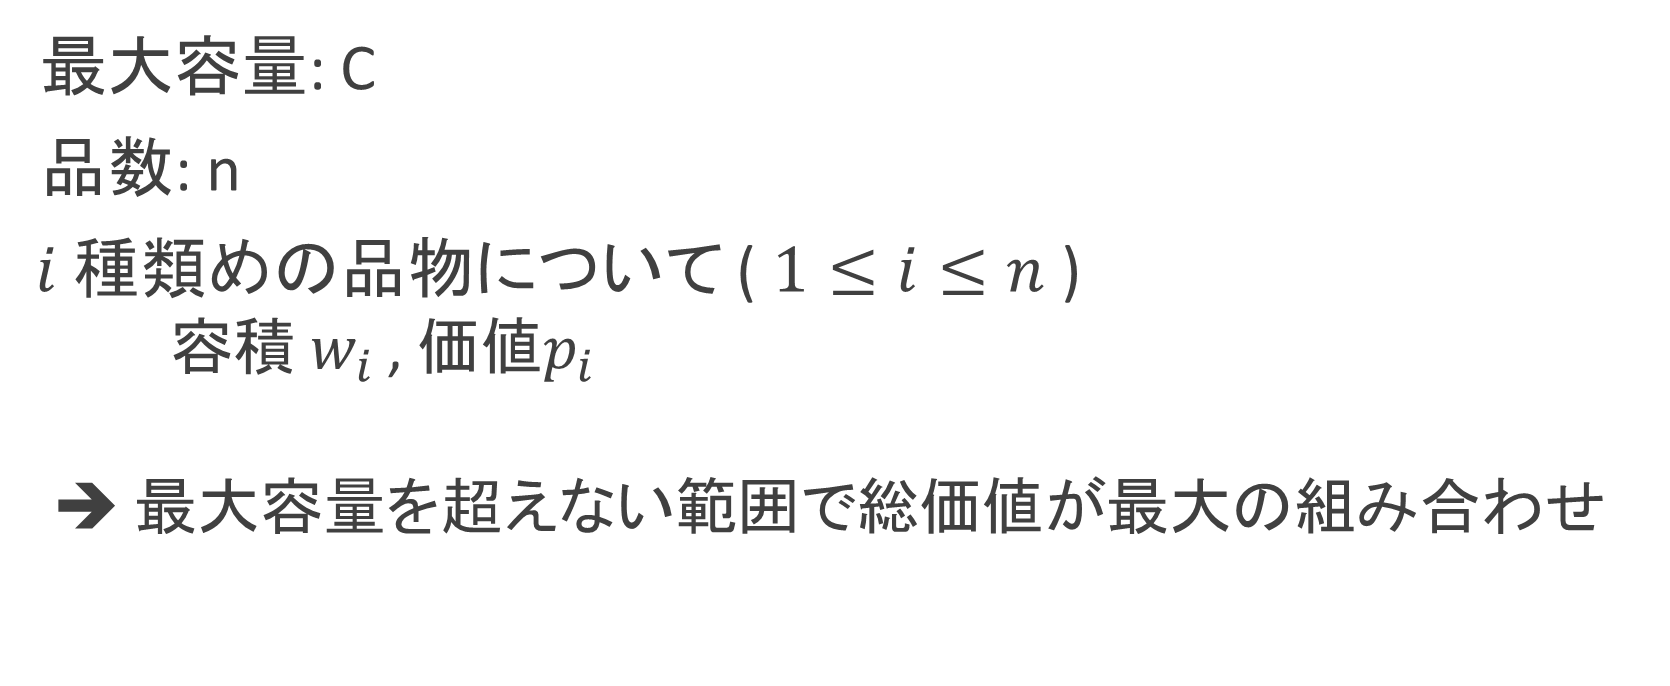 最大容量: C
品数: n
i 種類めの品物について ( 1 ≤ i ≤ n )
容積 wᵢ , 価値pᵢ
➔ 最大容量を超えない範囲で総価値が最大の組み合わせ